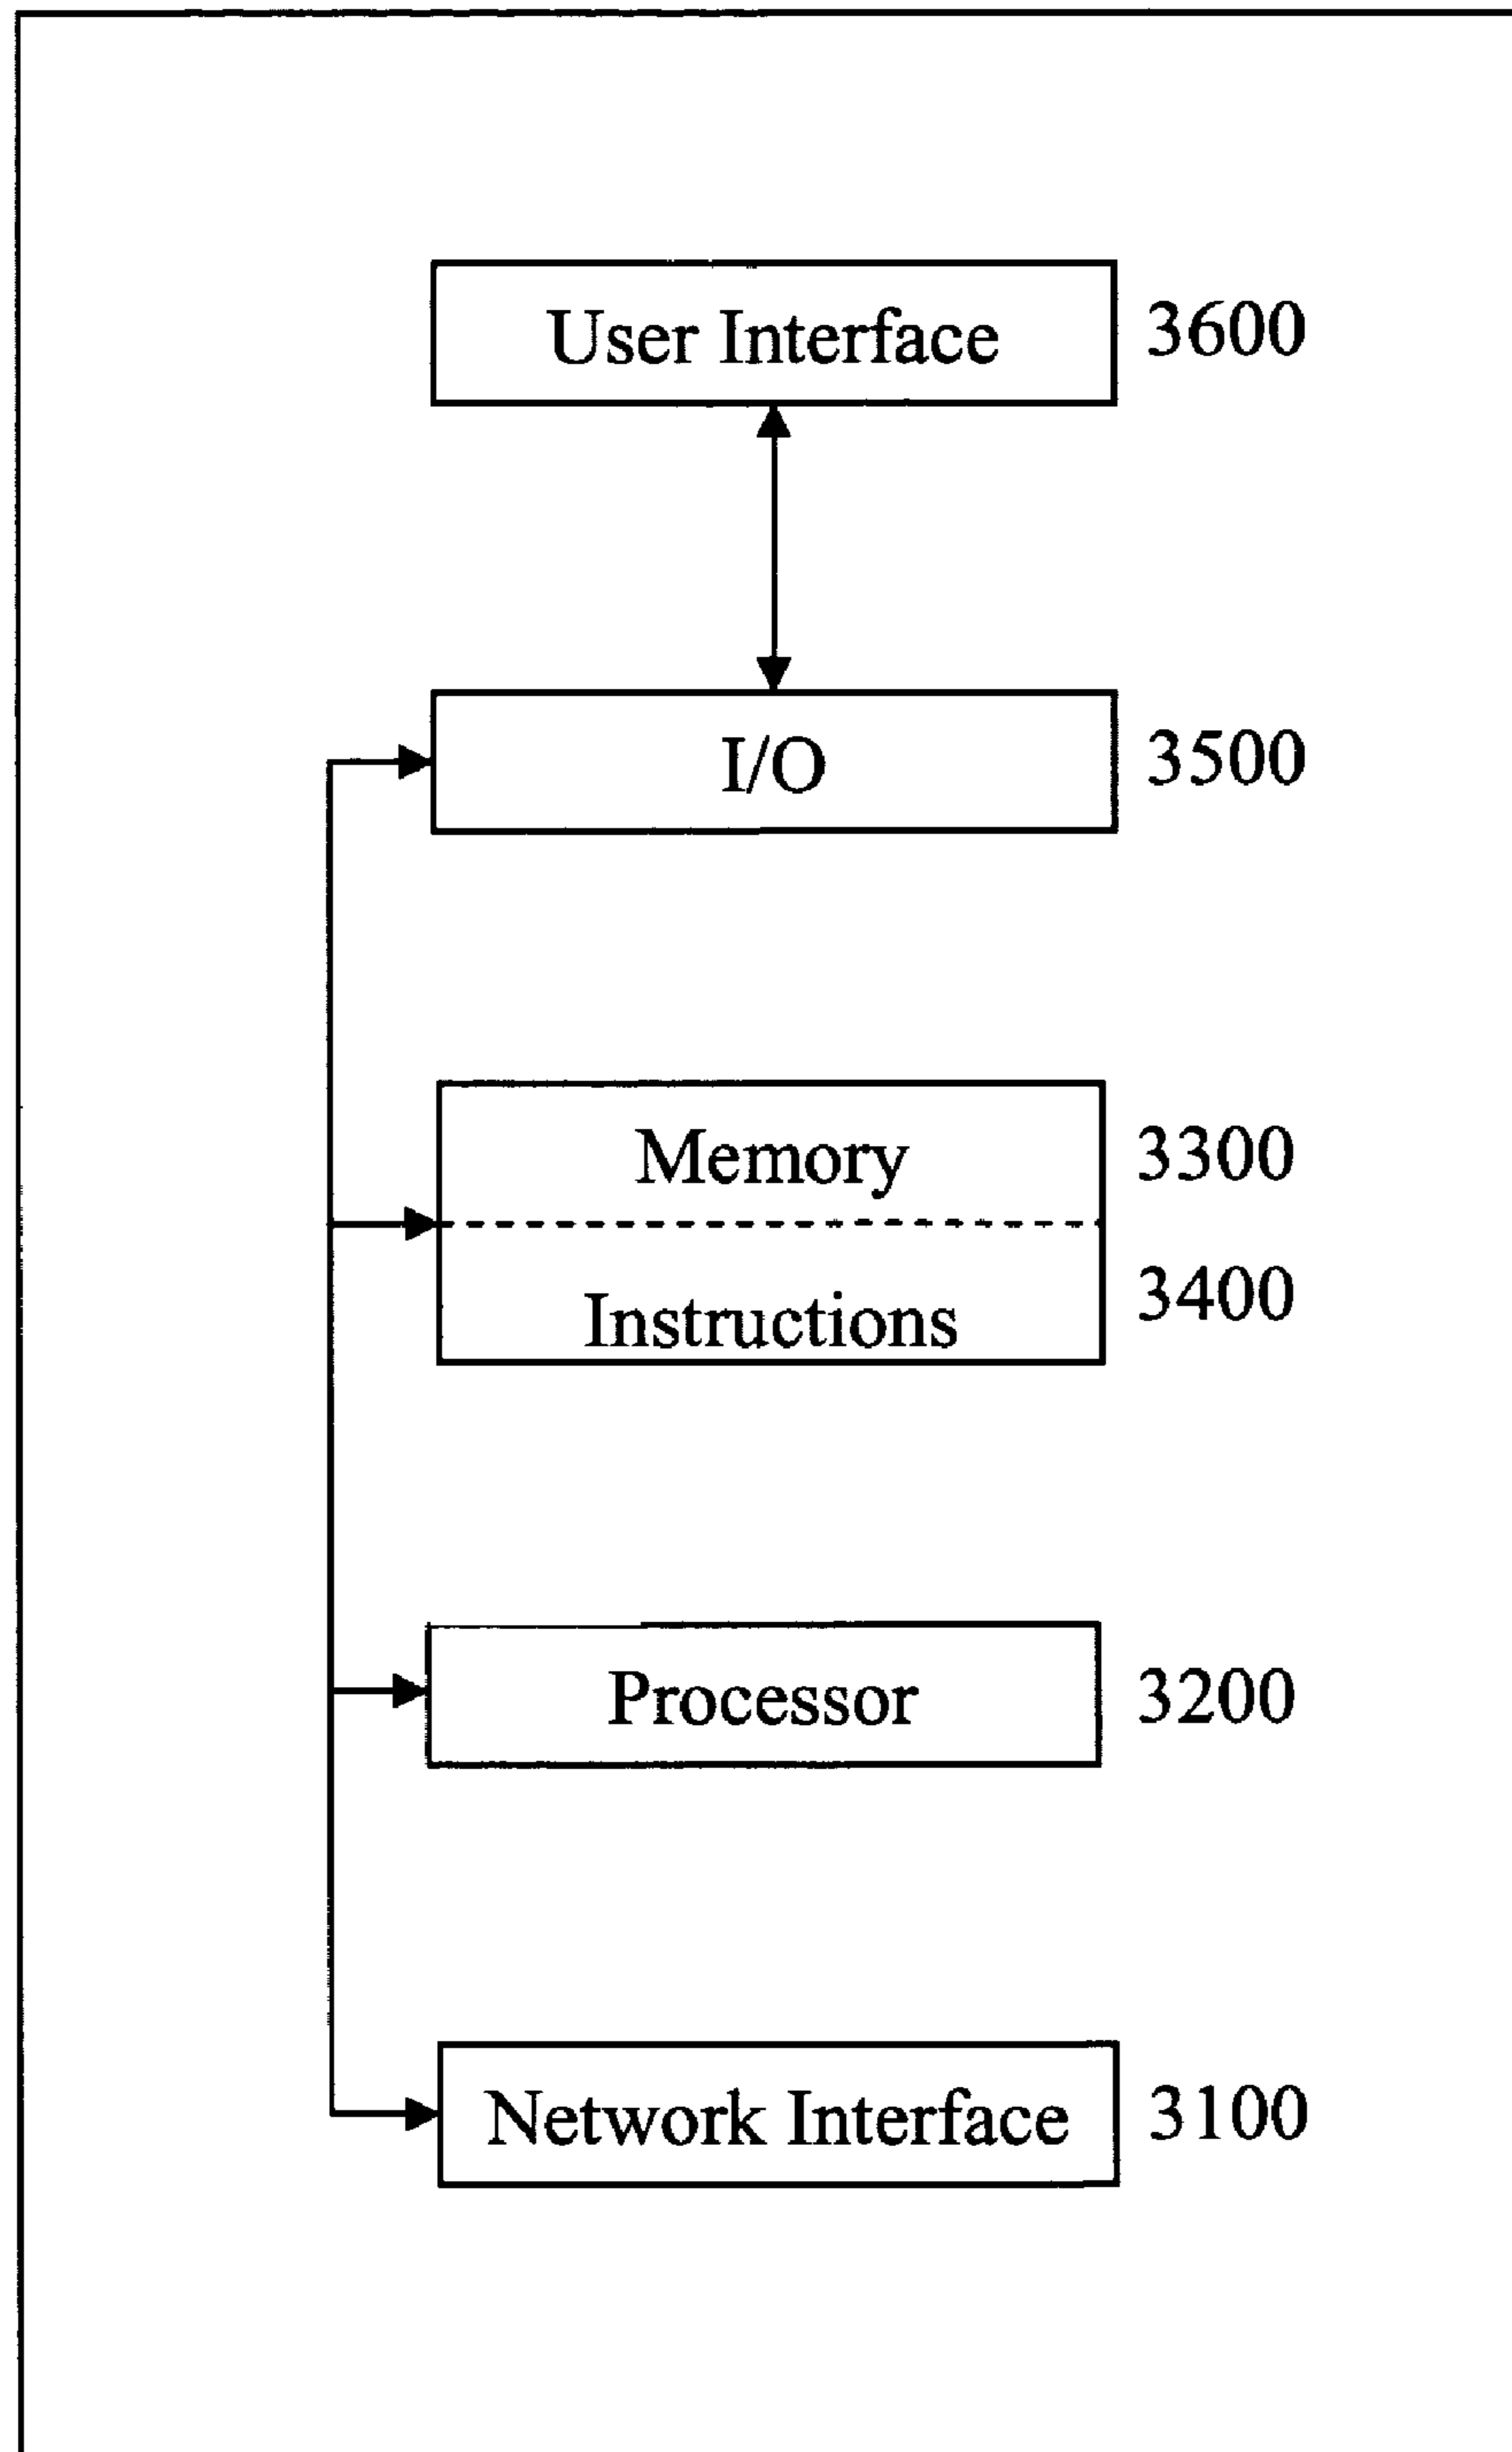 User Interface 3600
I/O 3500
Memory 3300
Instructions 3400
Processor 3200
Network Interface 3100